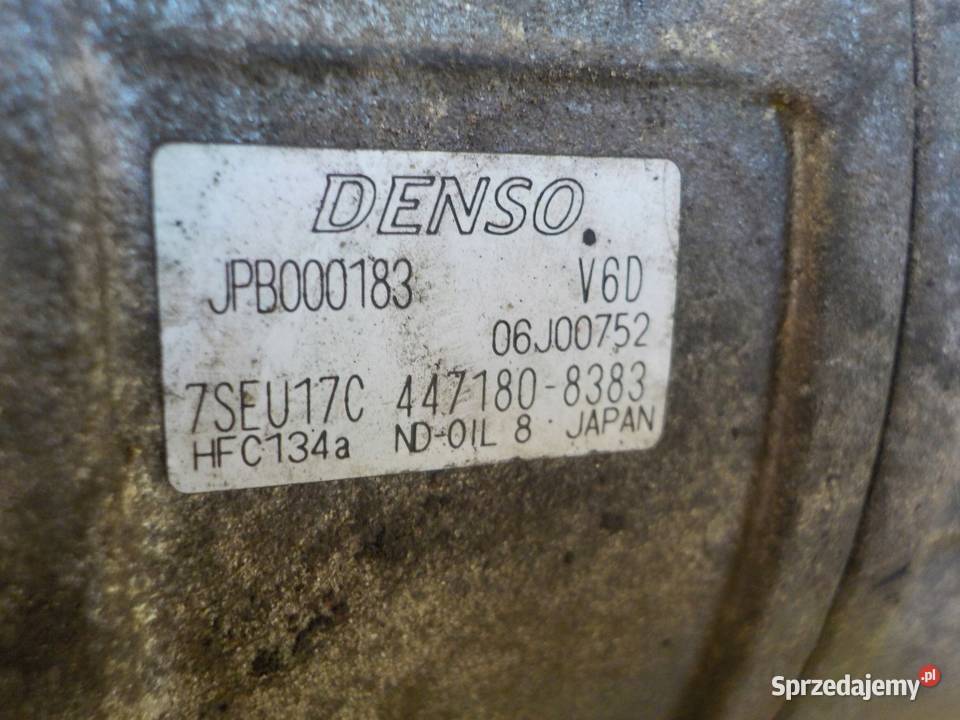 DENSO
JPB000183 V6D
06J00752
7SEU17C 447180-8383
HFC134a ND-OIL 8 JAPAN
Sprzedajemy.pl